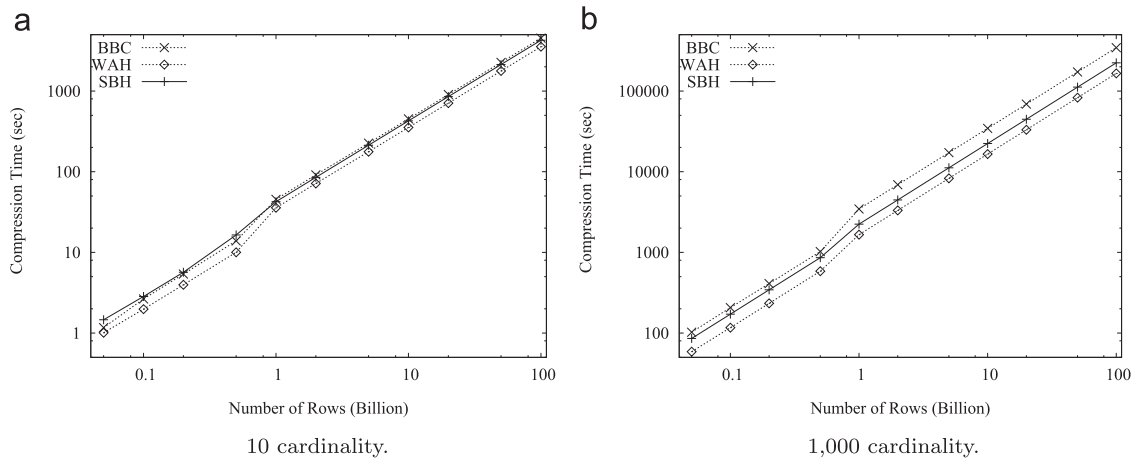 a
BBC
WAH
SBH
1000
100
10
1
Compression Time (sec)
0.1
1
10
100
Number of Rows (Billion)
10 cardinality.
b
BBC
WAH
SBH
100000
10000
1000
100
Compression Time (sec)
0.1
1
10
100
Number of Rows (Billion)
1,000 cardinality.